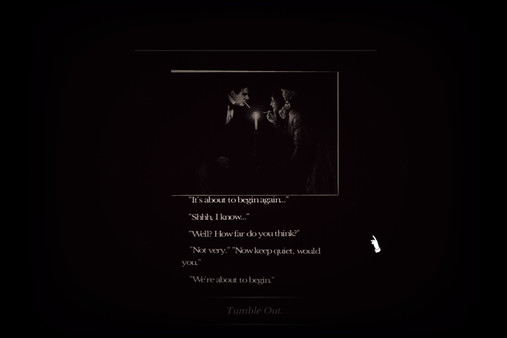 "It's about to begin again..."
"Shhh, I know..."
"Well? How far do you think?"
"Not very." "Now keep quiet, would
you."
"We're about to begin."
Tumble Out.